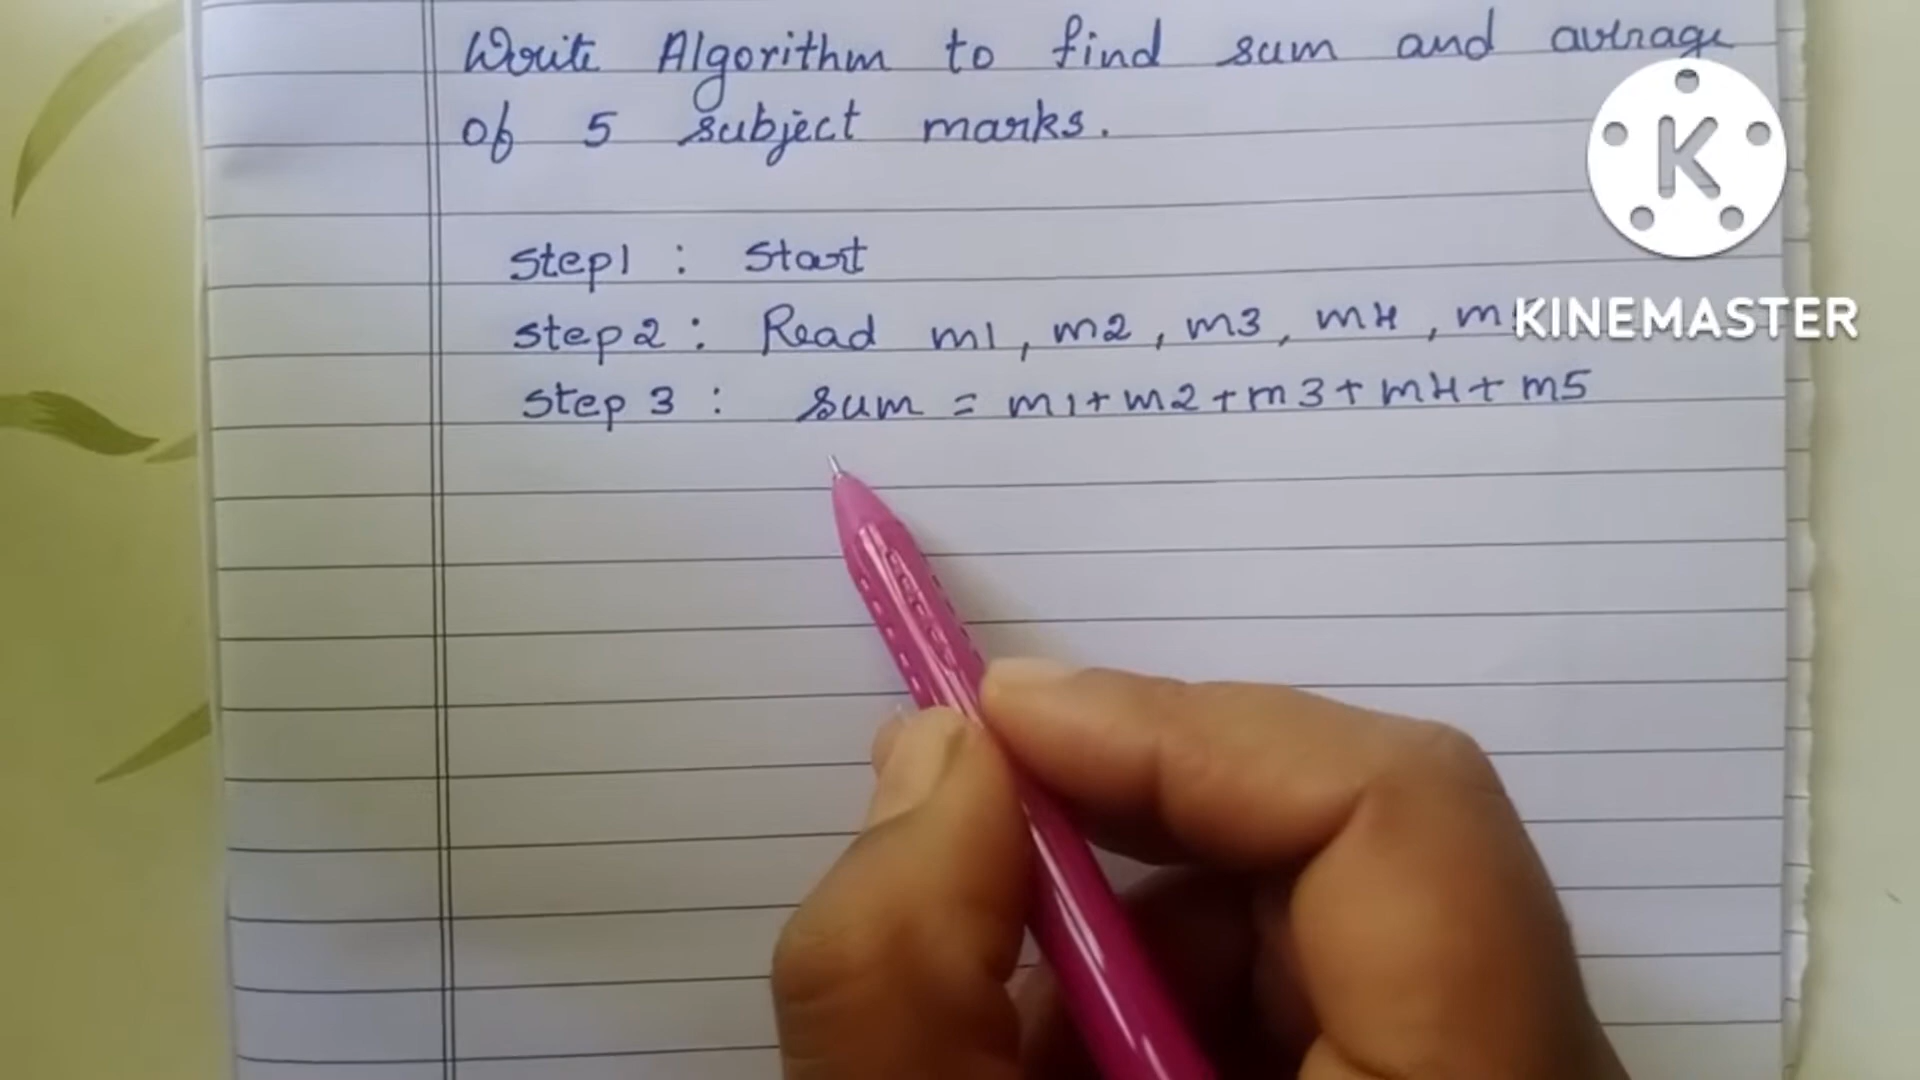 Write Algorithm to find sum and average
of 5 subject marks.
Step1 : Start
Step2 : Read m1, m2, m3, m4,
KINEMASTER
Step 3 : sum = m1+m2+m3+m4+m5